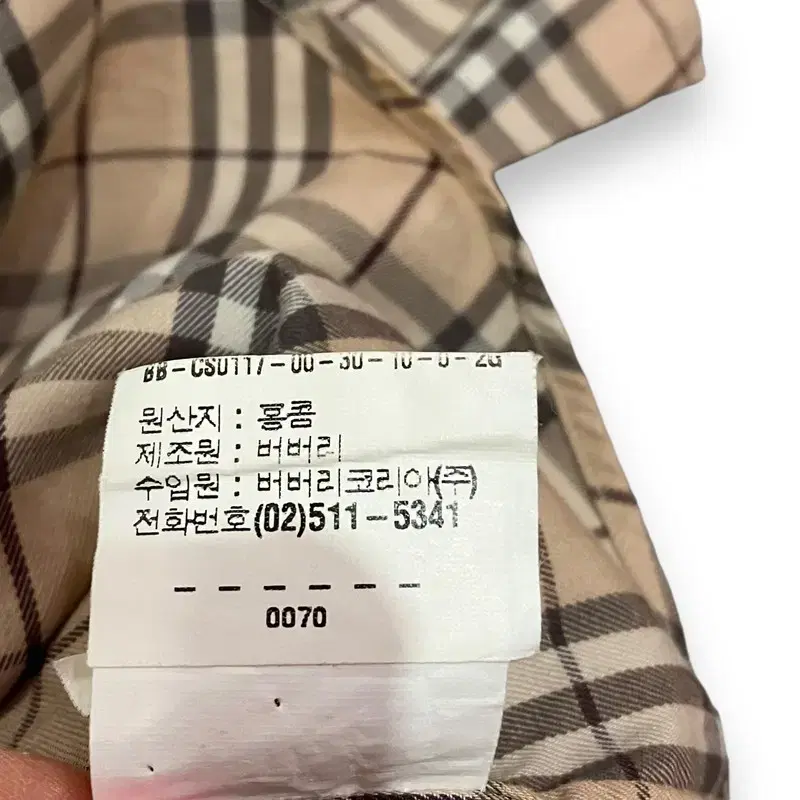 BB-CS0117-00-30-10-0-2G
원산지 : 홍콩
제조원 : 버버리
수입원 : 버버리코리아(주)
전화번호(02)511-5341
0070